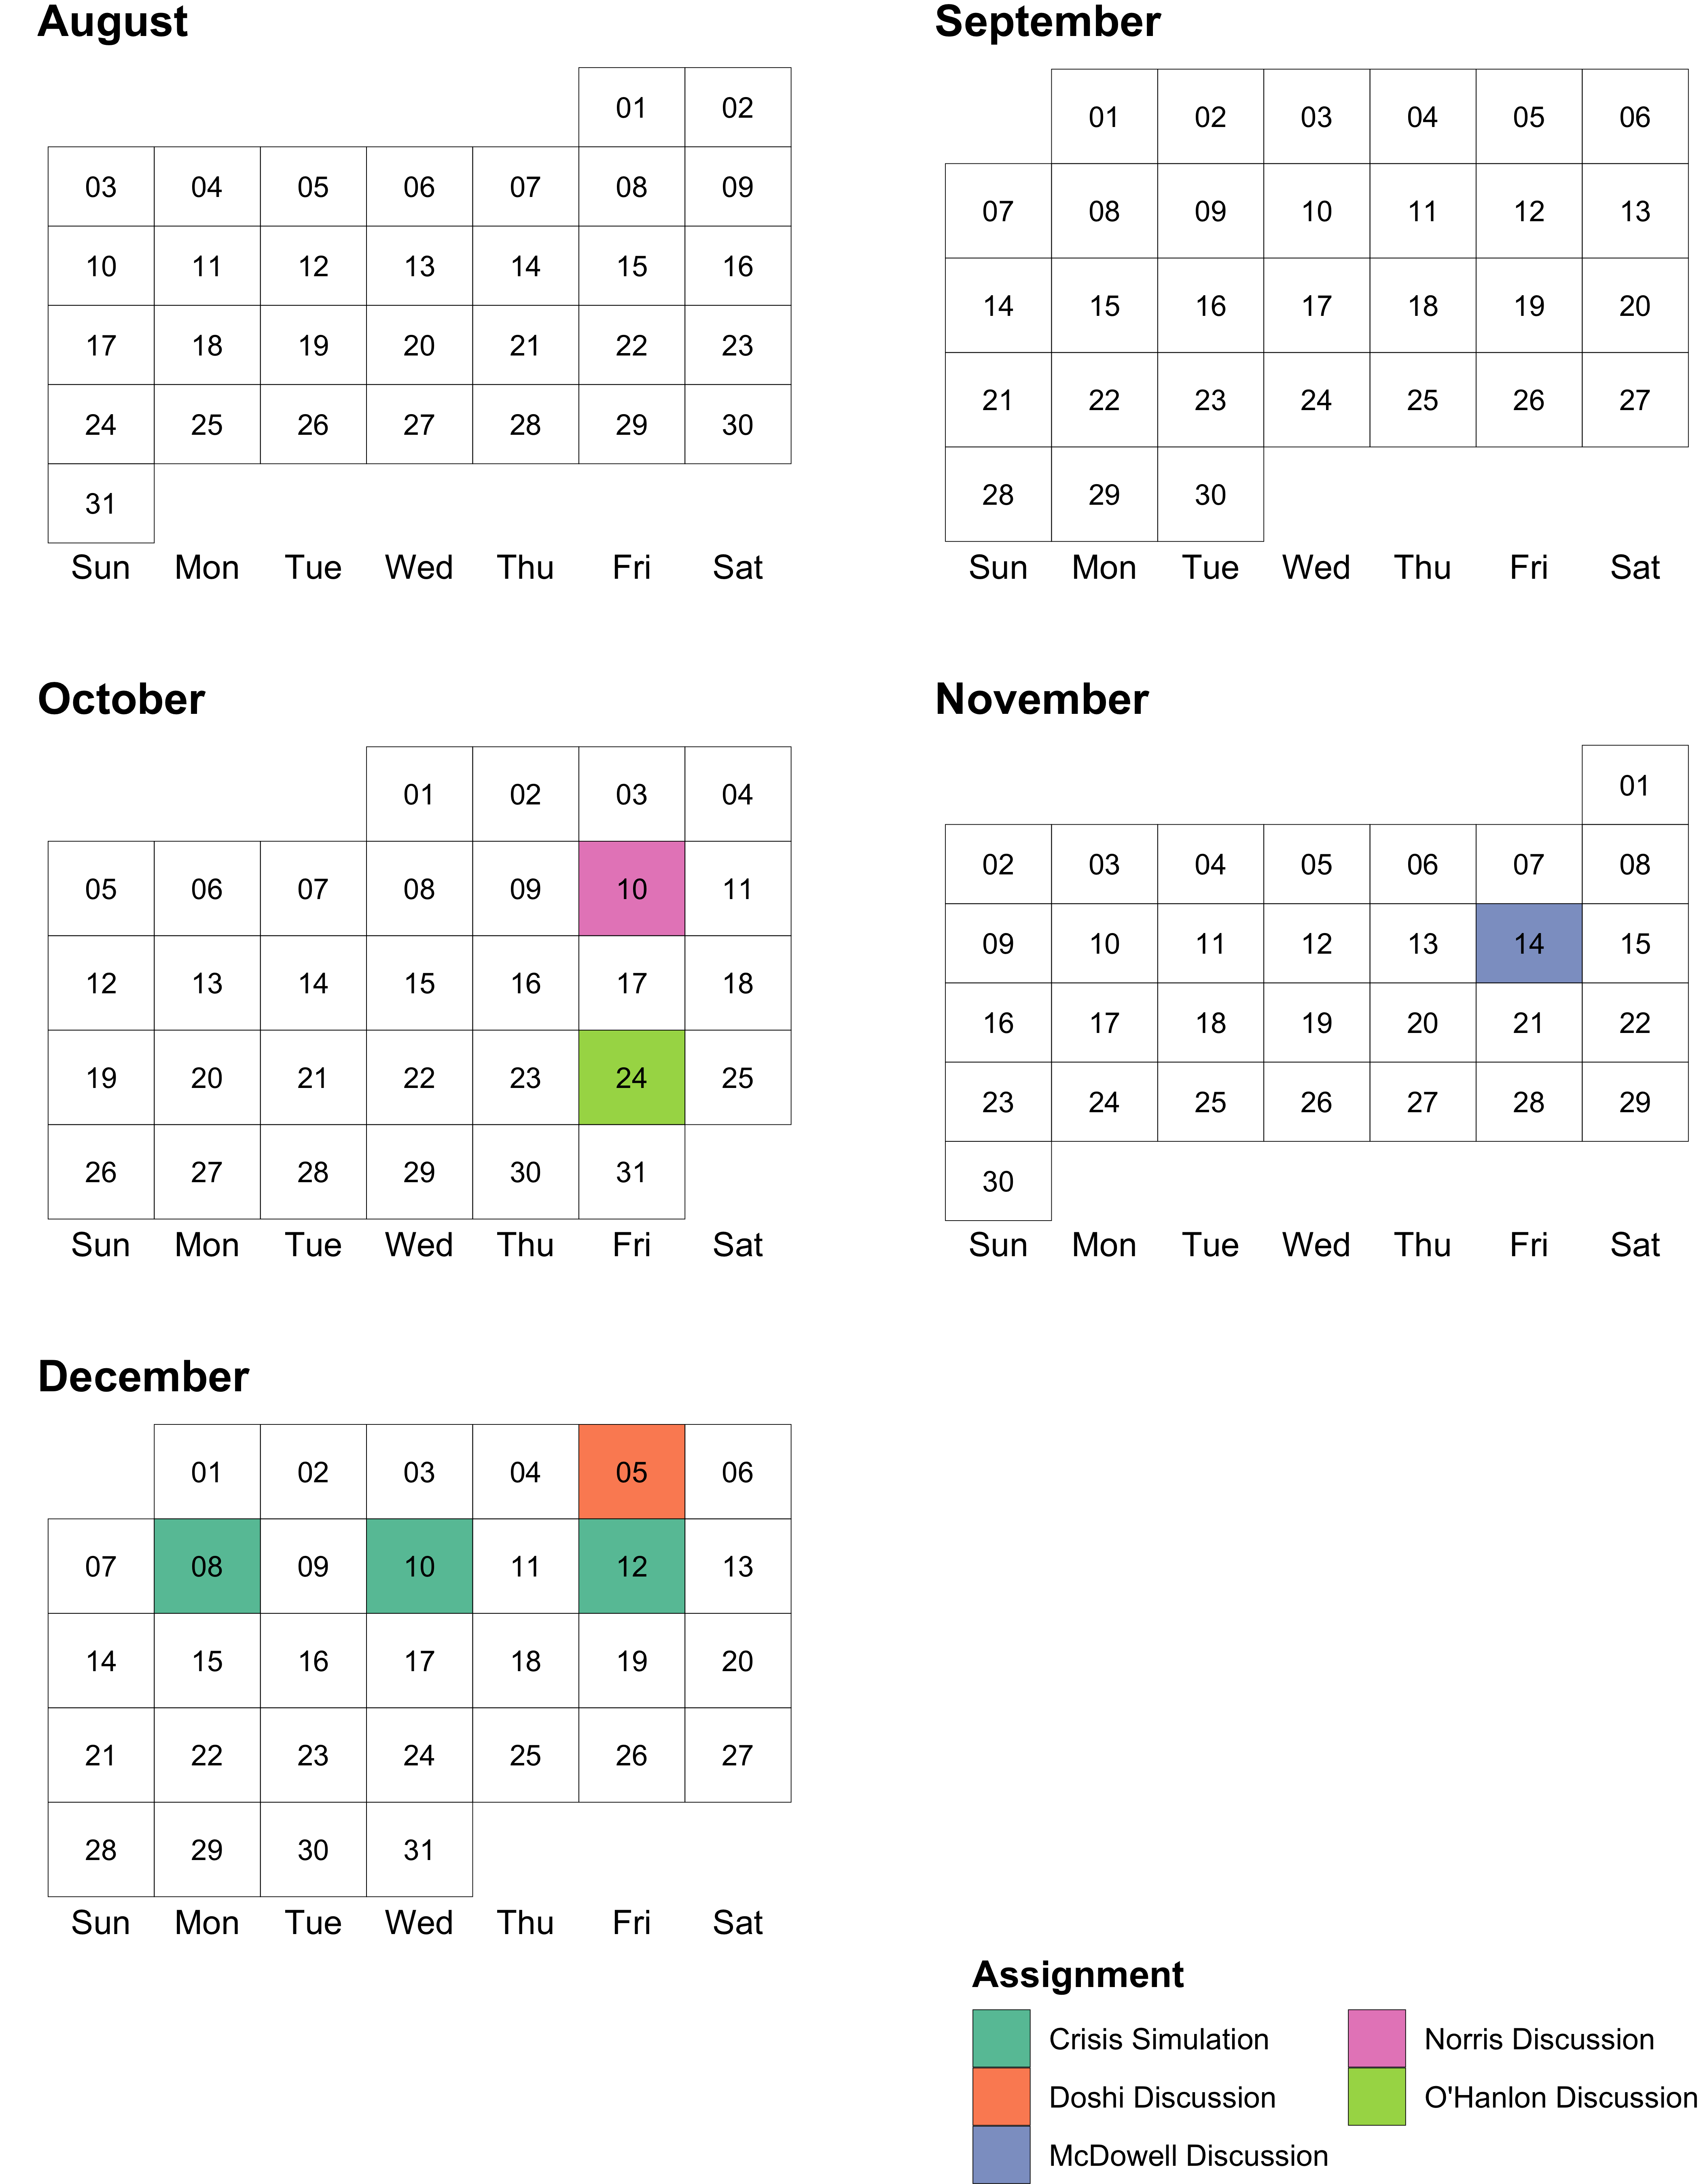 August
01 02
03 04 05 06 07 08 09
10 11 12 13 14 15 16
17 18 19 20 21 22 23
24 25 26 27 28 29 30
31
Sun Mon Tue Wed Thu Fri Sat
September
01 02 03 04 05 06
07 08 09 10 11 12 13
14 15 16 17 18 19 20
21 22 23 24 25 26 27
28 29 30
Sun Mon Tue Wed Thu Fri Sat
October
01 02 03 04
05 06 07 08 09 10 11
12 13 14 15 16 17 18
19 20 21 22 23 24 25
26 27 28 29 30 31
Sun Mon Tue Wed Thu Fri Sat
November
01
02 03 04 05 06 07 08
09 10 11 12 13 14 15
16 17 18 19 20 21 22
23 24 25 26 27 28 29
30
Sun Mon Tue Wed Thu Fri Sat
December
01 02 03 04 05 06
07 08 09 10 11 12 13
14 15 16 17 18 19 20
21 22 23 24 25 26 27
28 29 30 31
Sun Mon Tue Wed Thu Fri Sat
Assignment
Crisis Simulation
Doshi Discussion
McDowell Discussion
Norris Discussion
O'Hanlon Discussion